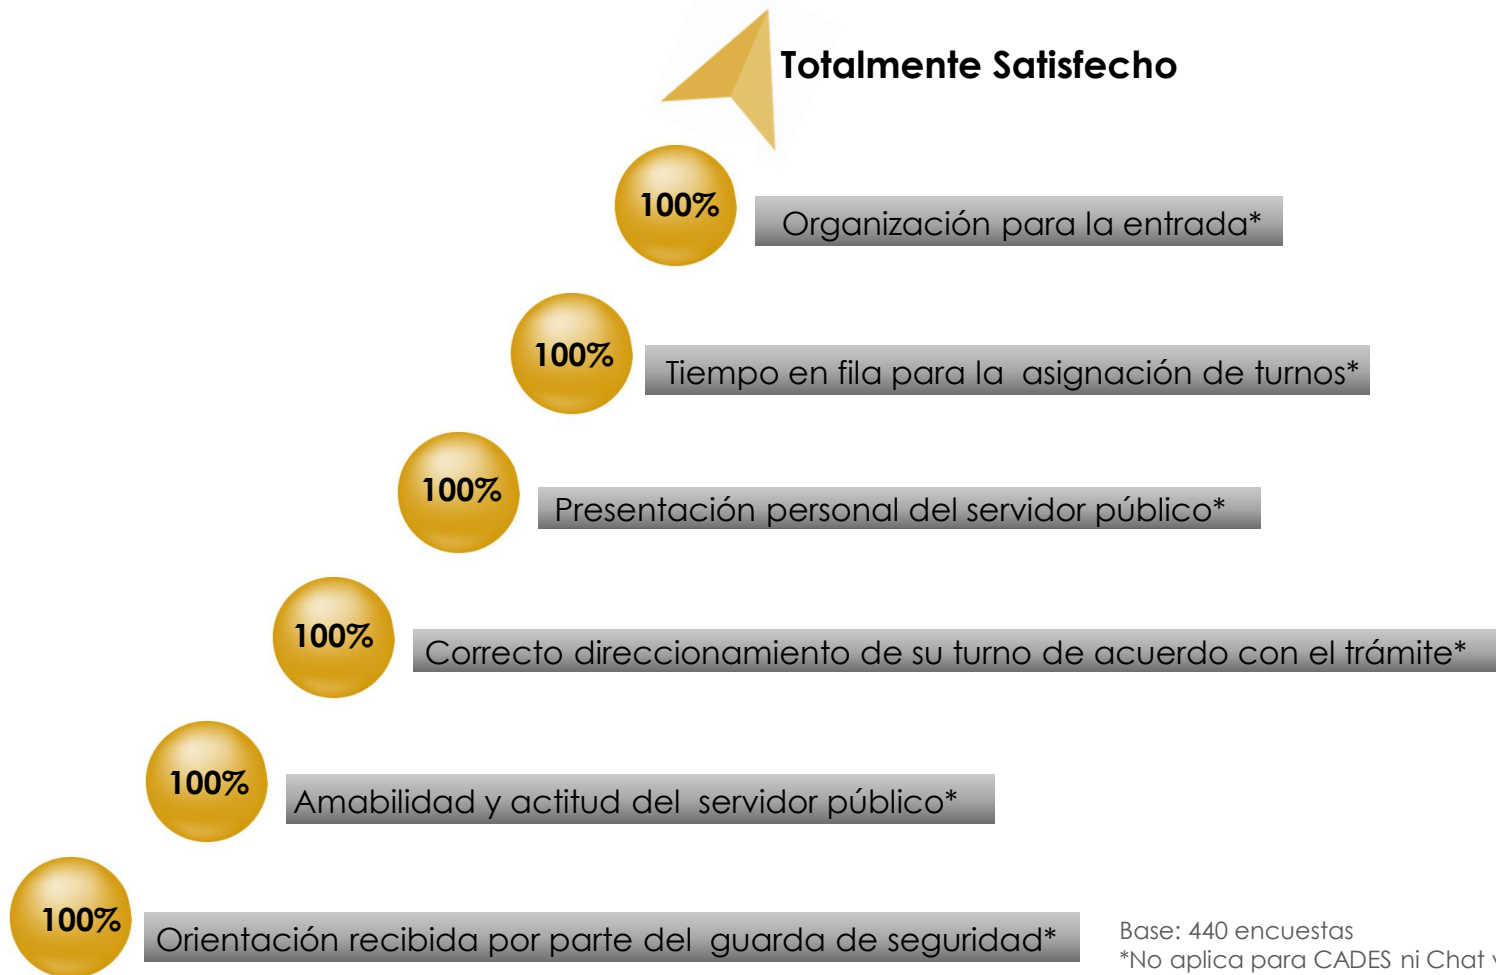 Totalmente Satisfecho
100%
Organización para la entrada*
100%
Tiempo en fila para la asignación de turnos*
100%
Presentación personal del servidor público*
100%
Correcto direccionamiento de su turno de acuerdo con el trámite*
100%
Amabilidad y actitud del servidor público*
100%
Orientación recibida por parte del guarda de seguridad*
Base: 440 encuestas
*No aplica para CADES ni Chat